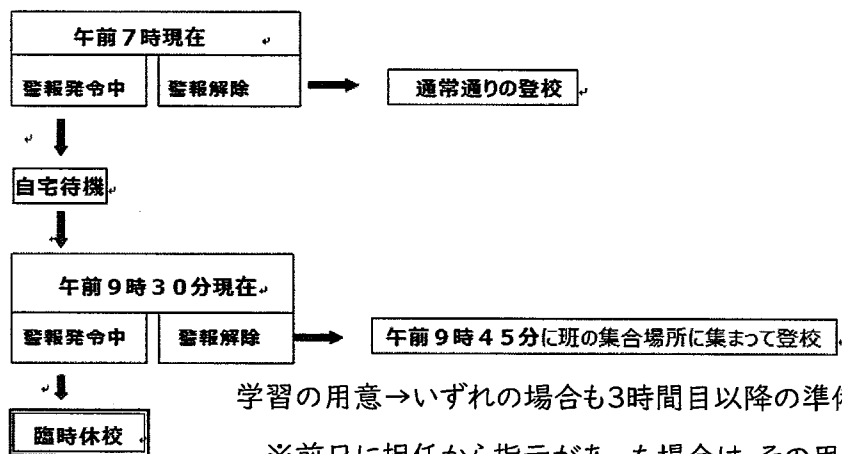 午前7時現在
警報発令中 警報解除 通常通りの登校
自宅待機
午前9時30分現在
警報発令中 警報解除 午前9時45分に班の集合場所に集まって登校
学習の用意→いずれの場合も3時間目以降の準
臨時休校
※前日に担任から指示があった場合は、その用